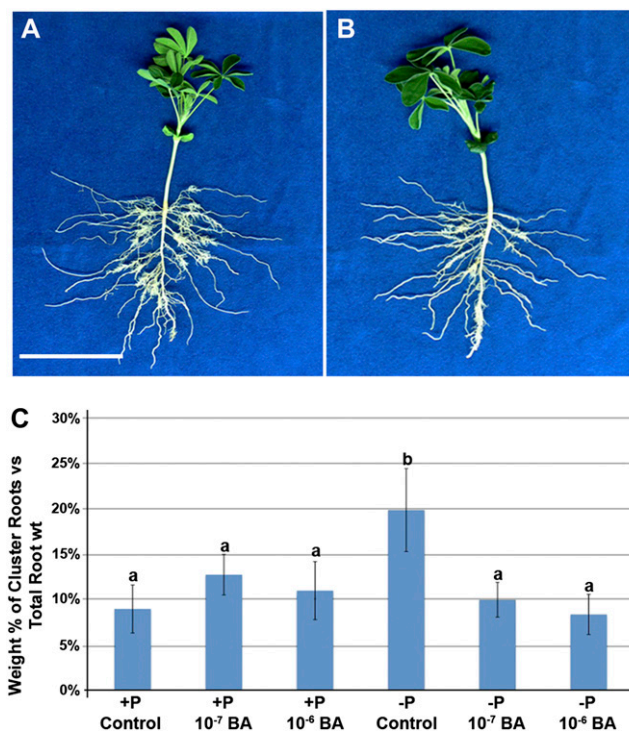 A
B
C
Weight % of Cluster Roots vs
Total Root wt
30%
25%
20%
15%
10%
5%
0%
a
a
a
b
a
a
+P
Control
+P
10⁻⁷ BA
+P
10⁻⁶ BA
-P
Control
-P
10⁻⁷ BA
-P
10⁻⁶ BA